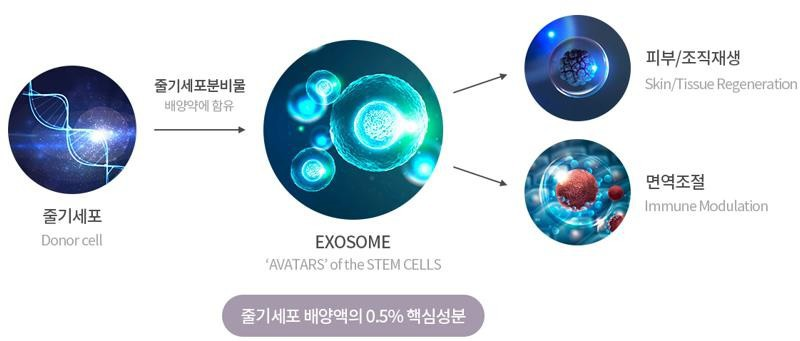 줄기세포
Donor cell
줄기세포분비물
배양약에 함유
EXOSOME
‘AVATARS’ of the STEM CELLS
피부/조직재생
Skin/Tissue Regeneration
면역조절
Immune Modulation
줄기세포 배양액의 0.5% 핵심성분